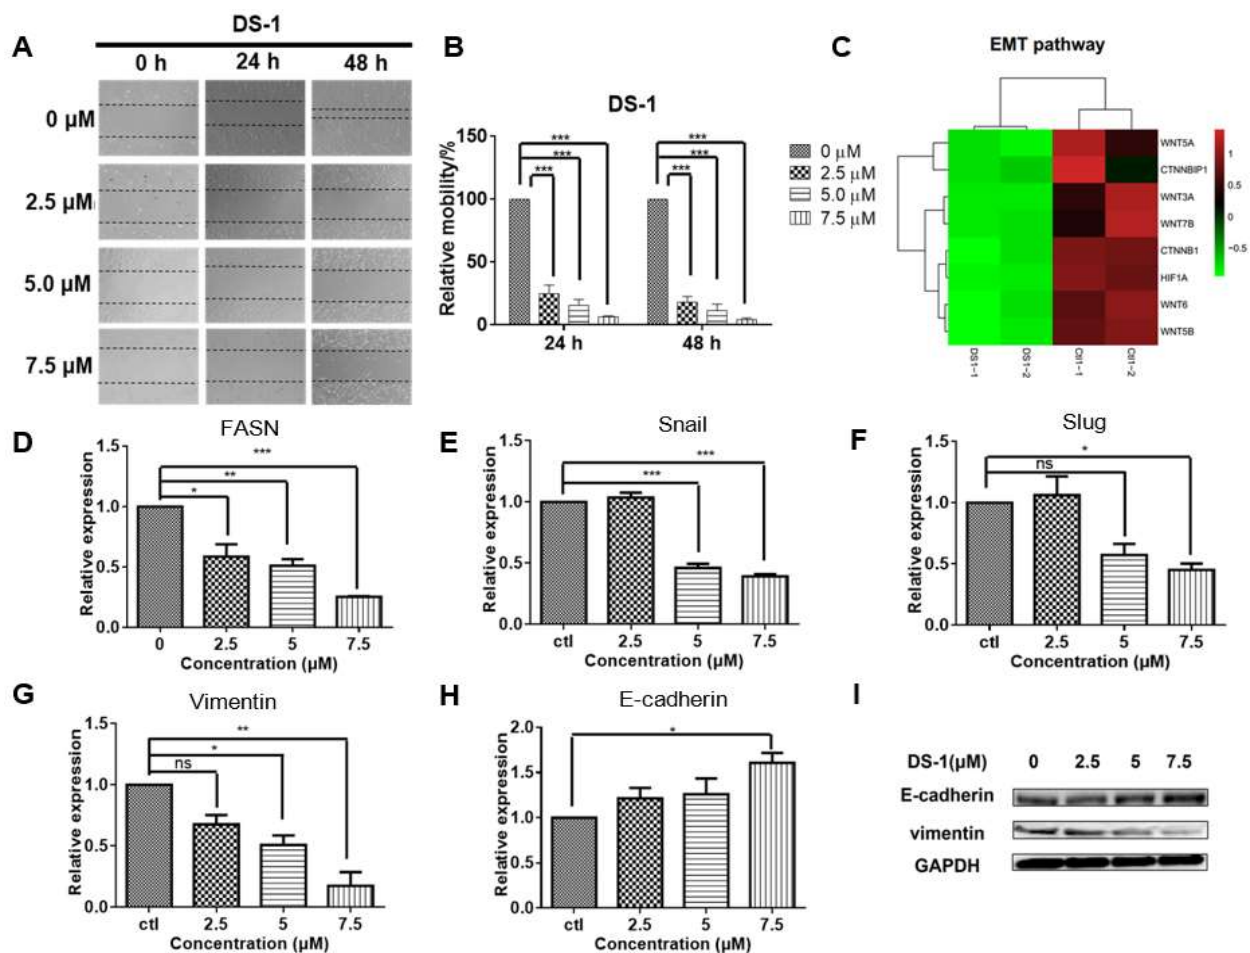 A
DS-1
0 h 24 h 48 h
0 µM
2.5 µM
5.0 µM
7.5 µM
B
DS-1
Relative mobility/%
150
100
50
0
***
***
***
***
***
***
24 h 48 h
0 µM
2.5 µM
5.0 µM
7.5 µM
C
EMT pathway
WNT5A
CTNNBIP1
WNT3A
WNT7B
CTNNB1
HIF1A
WNT6
WNT5B
DS1-1 DS1-2 Ctl1-1 Ctl1-2
1
0.5
0
-0.5
D
FASN
Relative expression
1.5
1.0
0.5
0.0
***
**
*
0 2.5 5 7.5
Concentration (µM)
E
Snail
Relative expression
1.5
1.0
0.5
0.0
***
***
ctl 2.5 5 7.5
Concentration (µM)
F
Slug
Relative expression
1.5
1.0
0.5
0.0
*
ns
ctl 2.5 5 7.5
Concentration (µM)
G
Vimentin
Relative expression
1.5
1.0
0.5
0.0
**
*
ns
ctl 2.5 5 7.5
Concentration (µM)
H
E-cadherin
Relative expression
2.0
1.5
1.0
0.5
0.0
*
ctl 2.5 5 7.5
Concentration (µM)
I
DS-1(µM) 0 2.5 5 7.5
E-cadherin
vimentin
GAPDH